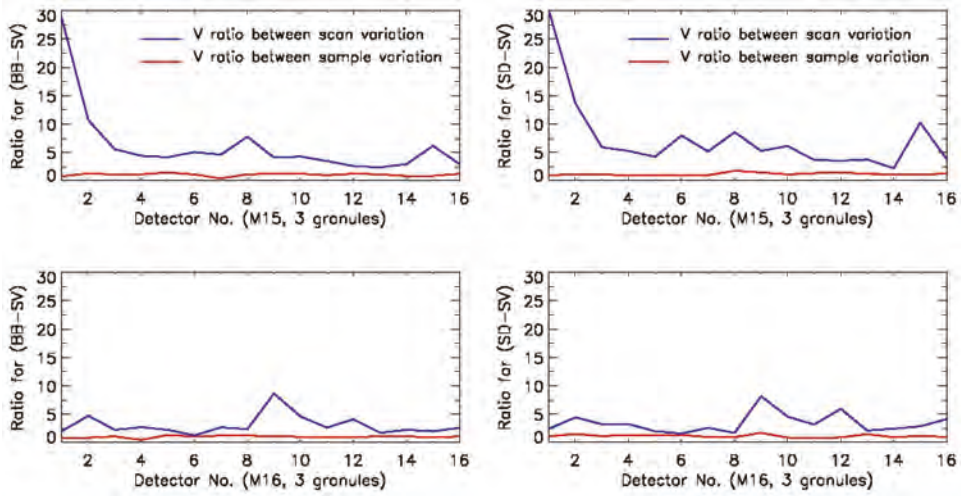 30
25
20
15
10
5
0
Ratio for (BB-SV)
V ratio between scan variation
V ratio between sample variation
2 4 6 8 10 12 14 16
Detector No. (M15, 3 granules)
30
25
20
15
10
5
0
Ratio for (SD-SV)
V ratio between scan variation
V ratio between sample variation
2 4 6 8 10 12 14 16
Detector No. (M15, 3 granules)
30
25
20
15
10
5
0
Ratio for (BB-SV)
2 4 6 8 10 12 14 16
Detector No. (M16, 3 granules)
30
25
20
15
10
5
0
Ratio for (SD-SV)
2 4 6 8 10 12 14 16
Detector No. (M16, 3 granules)